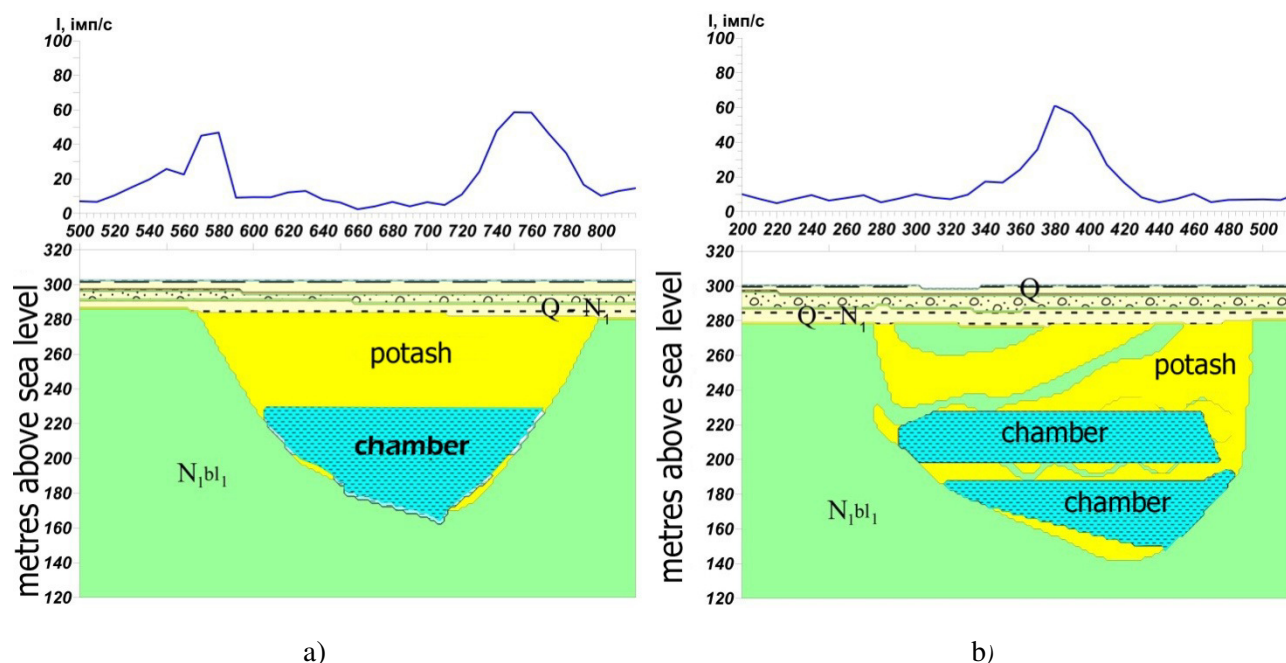 I, імп/с
100
80
60
40
20
0
500 520 540 560 580 600 620 640 660 680 700 720 740 760 780 800
320
300
280
260
240
220
200
180
160
140
120
metres above sea level
Q - N₁
potash
chamber
N₁bl₁
a)
I, імп/с
100
80
60
40
20
0
200 220 240 260 280 300 320 340 360 380 400 420 440 460 480 500
320
300
280
260
240
220
200
180
160
140
120
metres above sea level
Q
Q - N₁
potash
chamber
chamber
N₁bl₁
b)